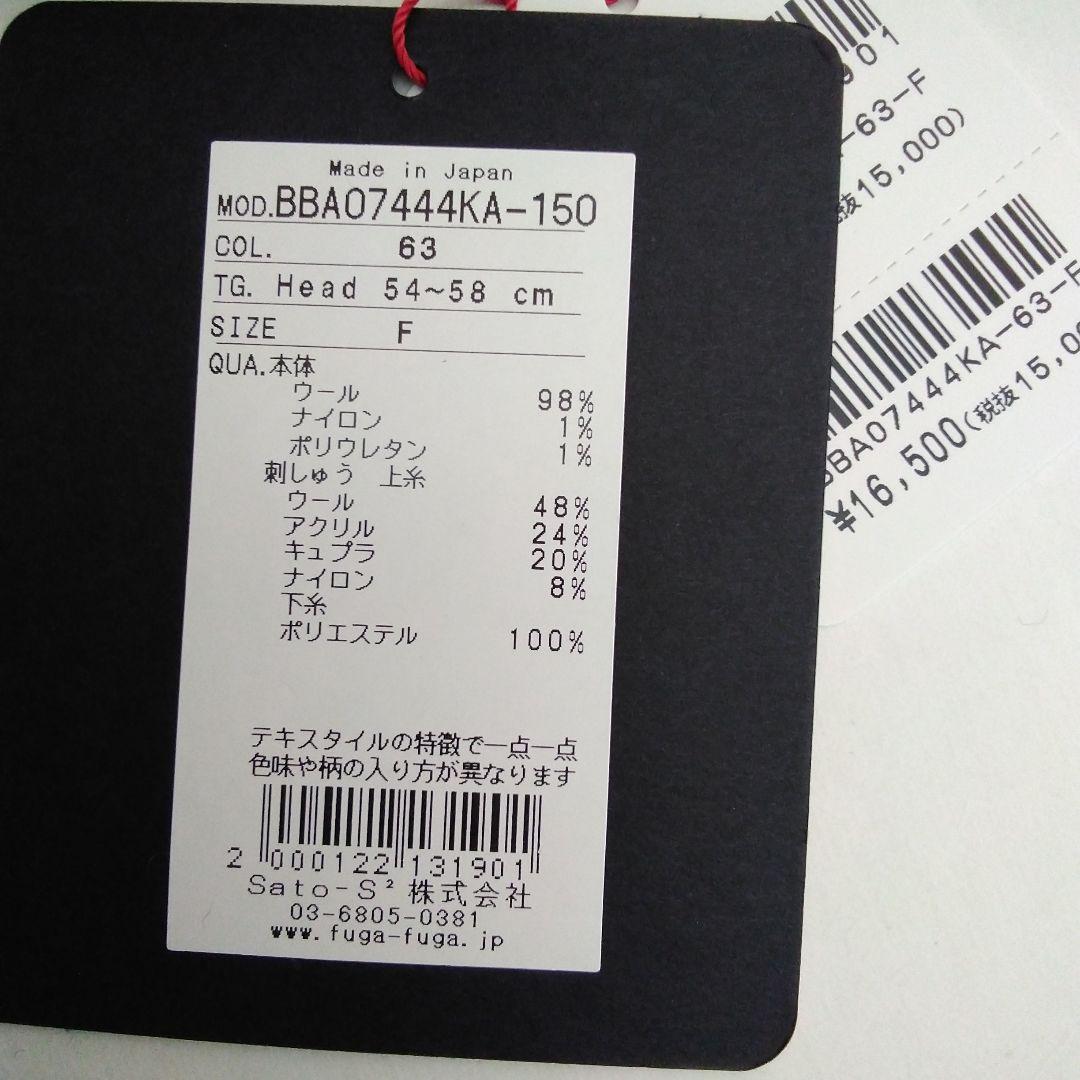 Made in Japan
MOD.BBA07444KA-150
COL. 63
TG. Head 54~58 cm
SIZE F
QUA.本体
ウール 98%
ナイロン 1%
ポリウレタン 1%
刺しゅう 上糸
ウール 48%
アクリル 24%
キュプラ 20%
ナイロン 8%
下糸
ポリエステル 100%
テキスタイルの特徴で一点一点
色味や柄の入り方が異なります
2 000122 131901
Sato-S² 株式会社
03-6805-0381
www.fuga-fuga.jp
901
-63-F
税抜15,000)
BBA07444KA-63-F
¥16,500(税抜15,0